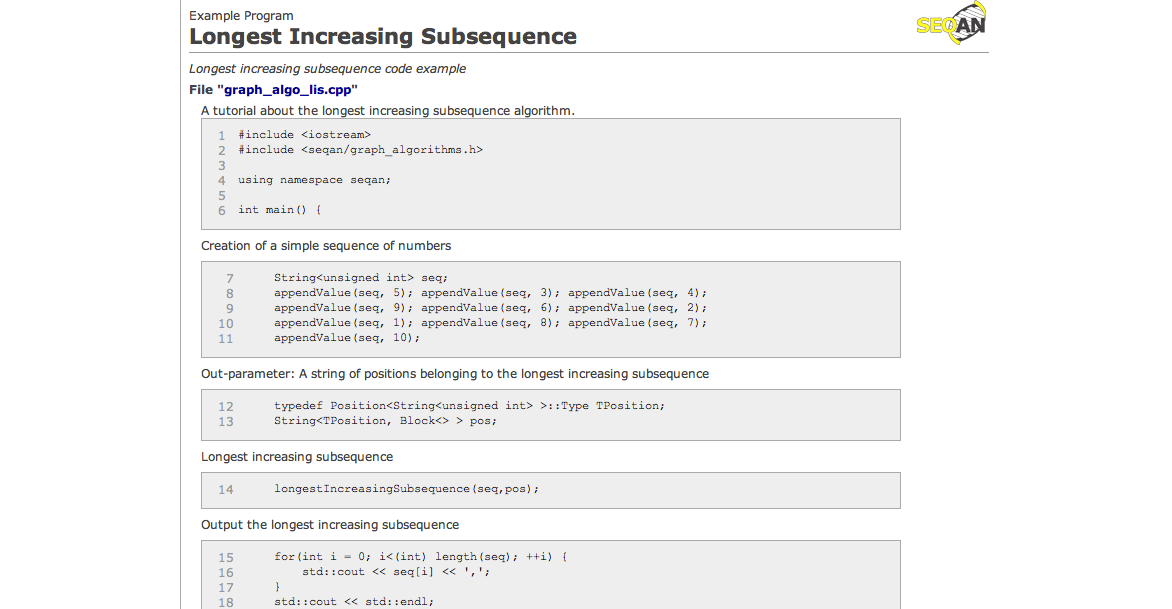 Example Program
SEQAN
Longest Increasing Subsequence
Longest increasing subsequence code example
File "graph_algo_lis.cpp"
A tutorial about the longest increasing subsequence algorithm.
1 #include <iostream>
2 #include <seqan/graph_algorithms.h>
3
4 using namespace seqan;
5
6 int main() {
Creation of a simple sequence of numbers
7 String<unsigned int> seq;
8 appendValue(seq, 5); appendValue(seq, 3); appendValue(seq, 4);
9 appendValue(seq, 9); appendValue(seq, 6); appendValue(seq, 2);
10 appendValue(seq, 1); appendValue(seq, 8); appendValue(seq, 7);
11 appendValue(seq, 10);
Out-parameter: A string of positions belonging to the longest increasing subsequence
12 typedef Position<String<unsigned int> >::Type TPosition;
13 String<TPosition, Block<> > pos;
Longest increasing subsequence
14 longestIncreasingSubsequence(seq,pos);
Output the longest increasing subsequence
15 for(int i = 0; i<(int) length(seq); ++i) {
16 std::cout << seq[i] << ',';
17 }
18 std::cout << std::endl;